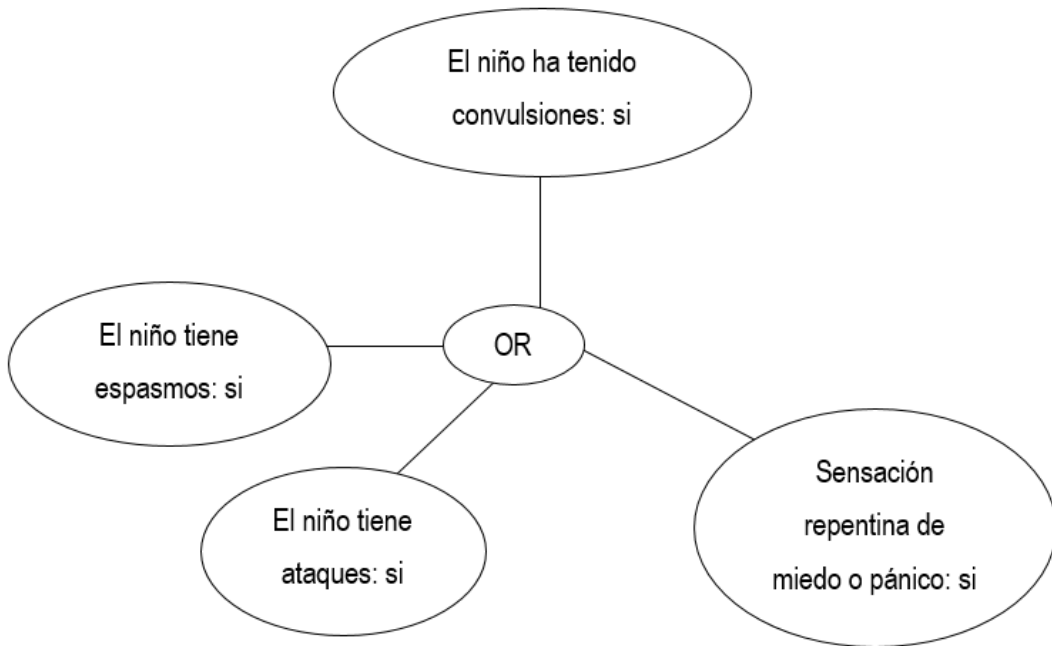 El niño ha tenido
convulsiones: si
OR
El niño tiene
espasmos: si
El niño tiene
ataques: si
Sensación
repentina de
miedo o pánico: si